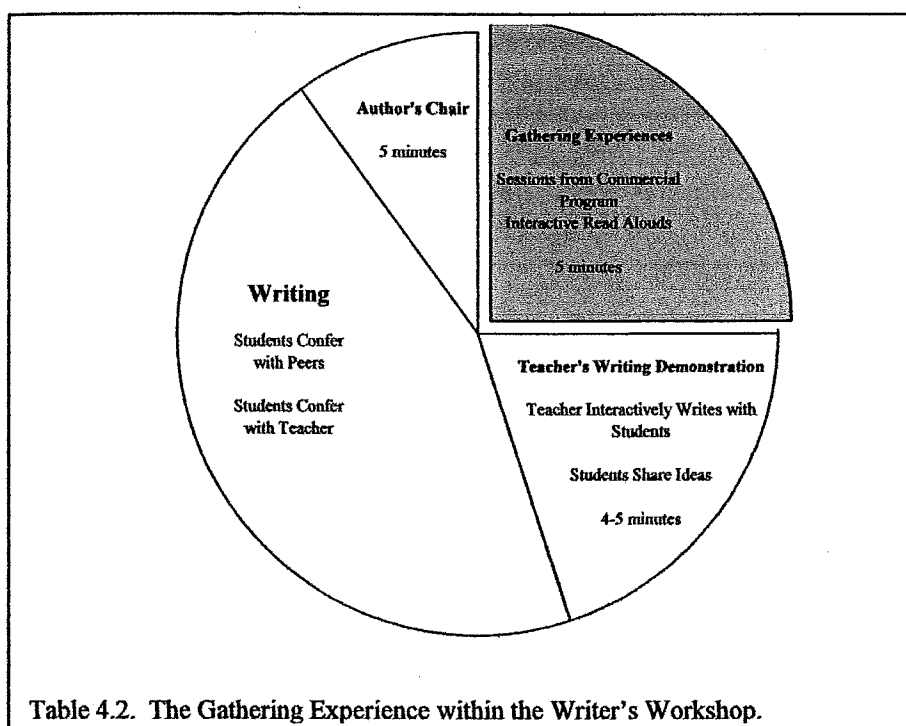 Author's Chair
5 minutes
Gathering Experiences
Sessions from Commercial
Program
Interactive Read Alouds
5 minutes
Writing
Students Confer
with Peers
Students Confer
with Teacher
Teacher's Writing Demonstration
Teacher Interactively Writes with
Students
Students Share Ideas
4-5 minutes
Table 4.2. The Gathering Experience within the Writer's Workshop.